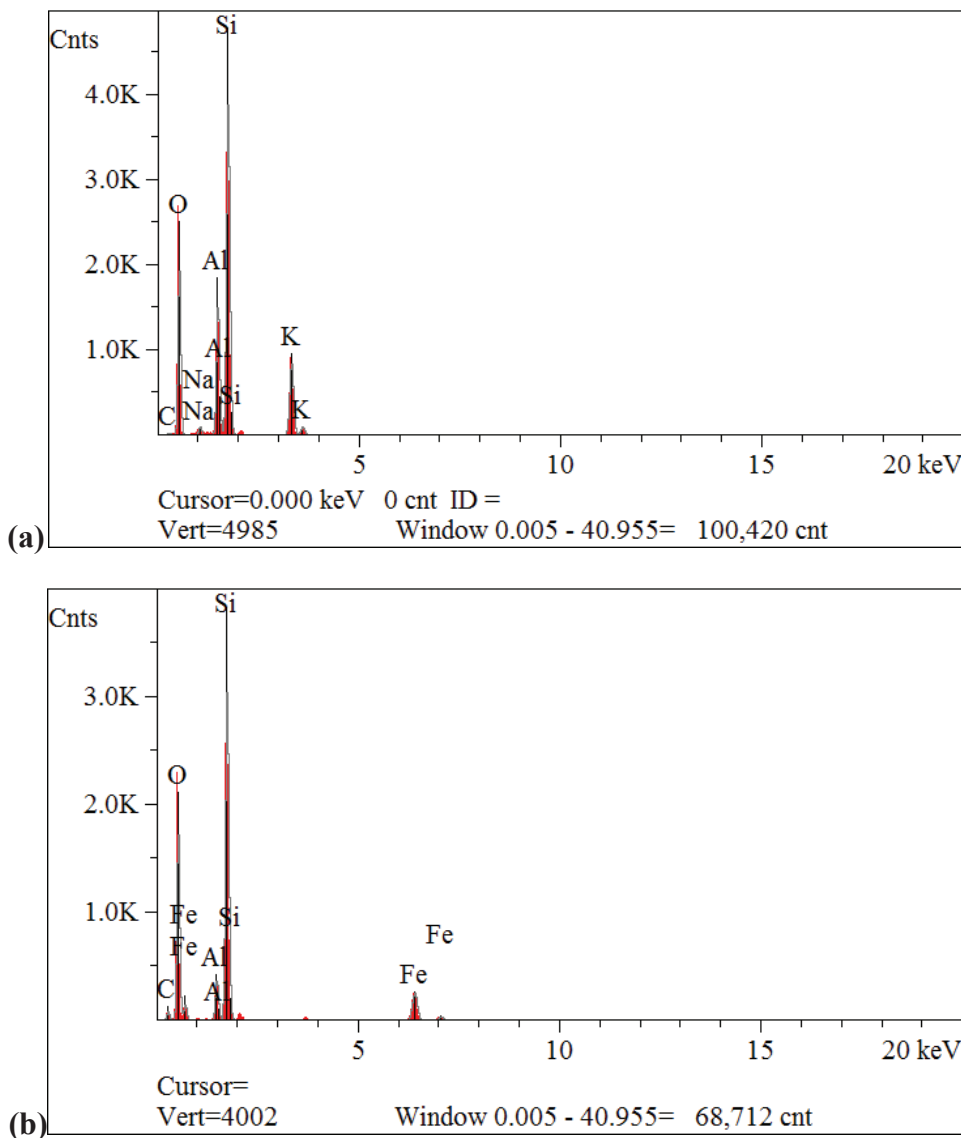 Cnts
Si
4.0K
3.0K
O
2.0K
Al
K
1.0K
Al
Na
Si
C
Na
K
5
10
15
20 keV
Cursor=0.000 keV 0 cnt ID =
(a)
Vert=4985 Window 0.005 - 40.955= 100,420 cnt
Si
Cnts
3.0K
O
2.0K
1.0K
Fe
Si
Fe
Fe
Al
Fe
C
Al
5
10
15
20 keV
Cursor=
(b)
Vert=4002 Window 0.005 - 40.955= 68,712 cnt